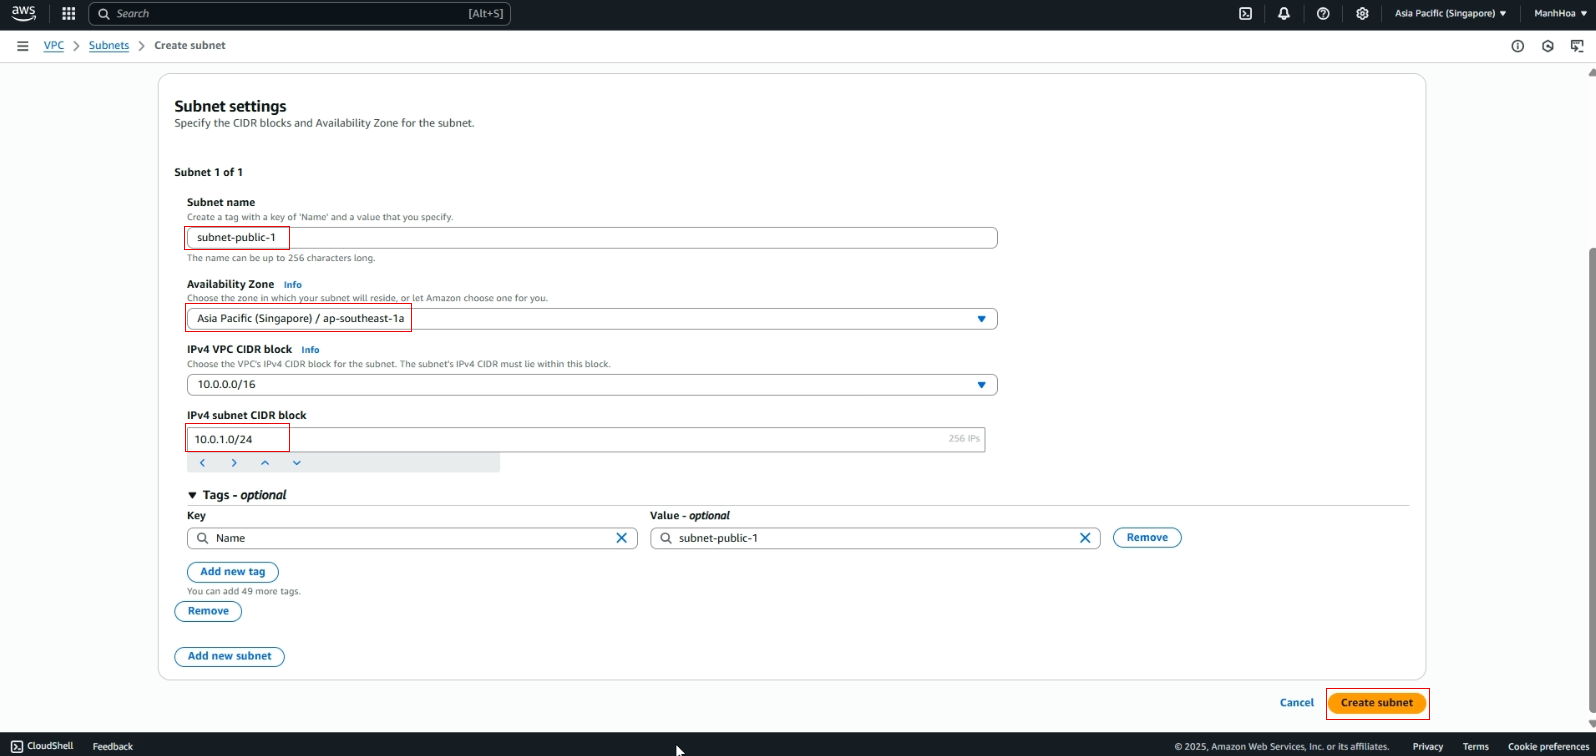 aws
Search [Alt+S]
Asia Pacific (Singapore) ManhHoa
VPC Subnets Create subnet
Subnet settings
Specify the CIDR blocks and Availability Zone for the subnet.
Subnet 1 of 1
Subnet name
Create a tag with a key of 'Name' and a value that you specify.
subnet-public-1
The name can be up to 256 characters long.
Availability Zone Info
Choose the zone in which your subnet will reside, or let Amazon choose one for you.
Asia Pacific (Singapore) / ap-southeast-1a
IPv4 VPC CIDR block Info
Choose the VPC's IPv4 CIDR block for the subnet. The subnet's IPv4 CIDR must lie within this block.
10.0.0.0/16
IPv4 subnet CIDR block
10.0.1.0/24 256 IPs
Tags - optional
Key Value - optional
Name subnet-public-1 Remove
Add new tag
You can add 49 more tags.
Remove
Add new subnet
Cancel Create subnet
CloudShell Feedback © 2025, Amazon Web Services, Inc. or its affiliates. Privacy Terms Cookie preferences